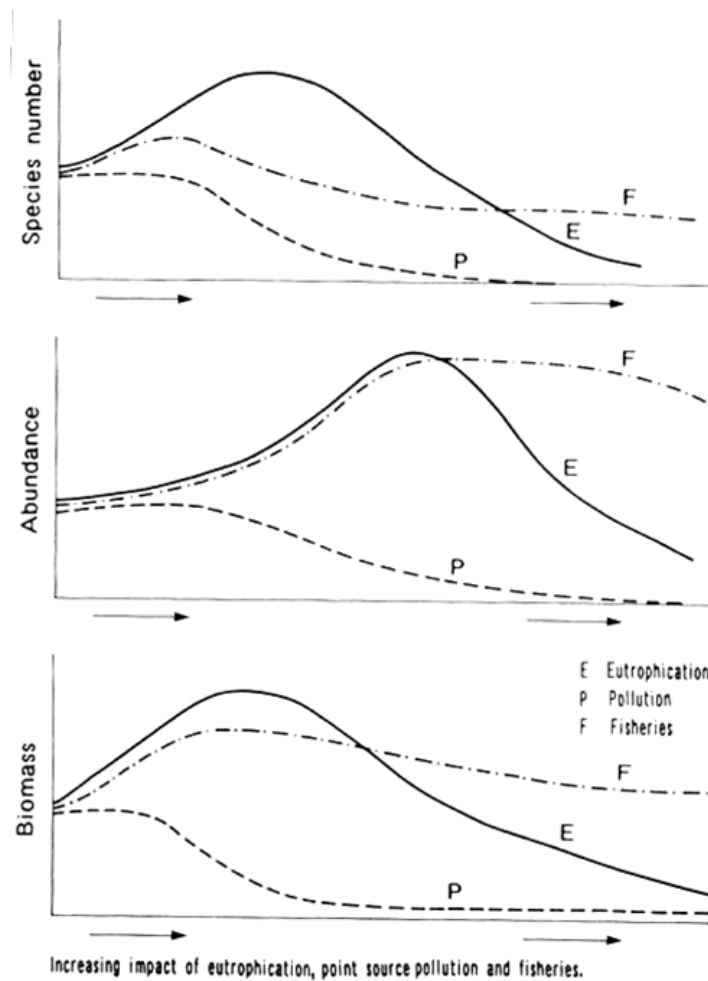 Species number
F
E
P
Abundance
F
E
P
Biomass
E Eutrophication
P Pollution
F Fisheries
F
E
P
Increasing impact of eutrophication, point source pollution and fisheries.